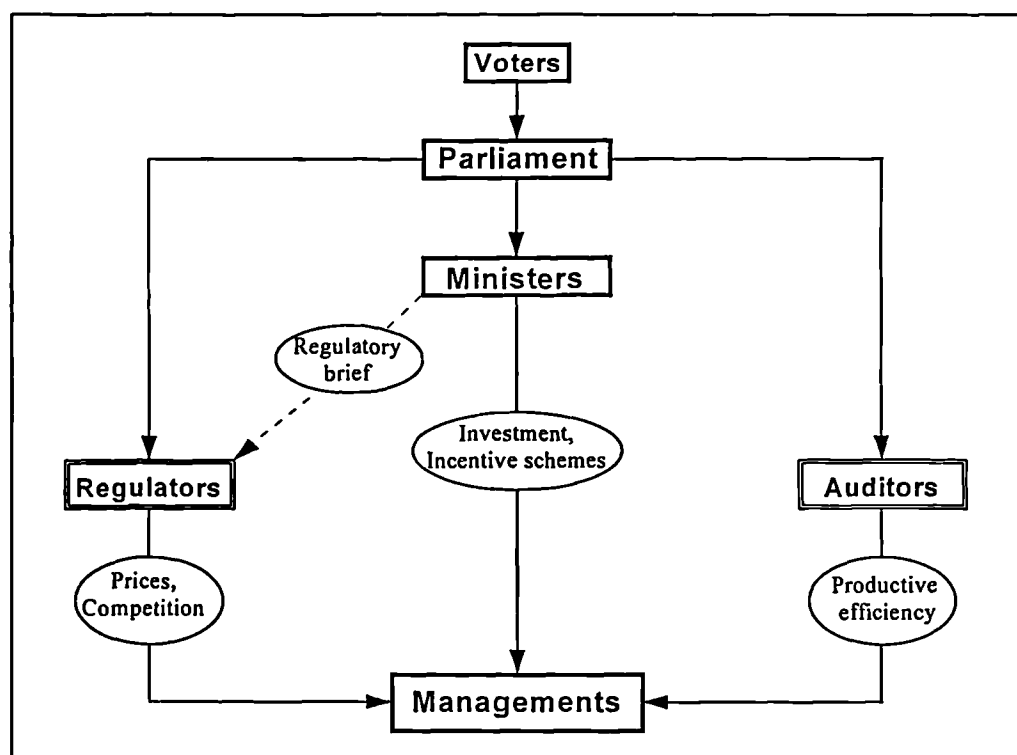 Voters
Parliament
Ministers
Regulatory
brief
Investment,
Incentive schemes
Regulators
Auditors
Prices,
Competition
Productive
efficiency
Managements